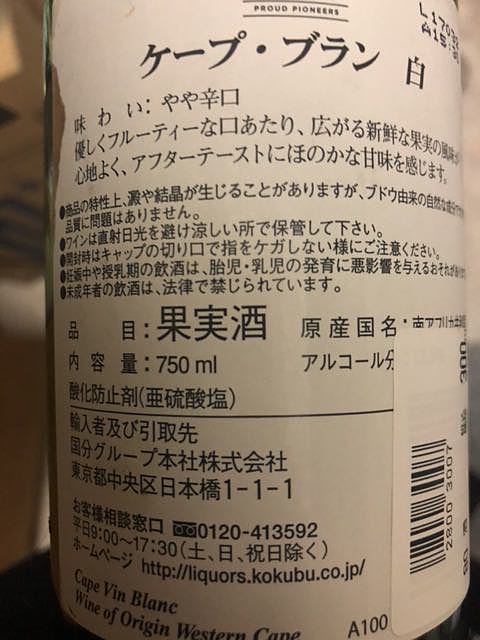 PROUD PIONEERS
ケープ・ブラン 白
味わい：やや辛口
優しくフルーティーな口あたり、広がる新鮮な果実の風味が
心地よく、アフターテーストにほのかな甘味を感じます。
●商品の特性上、澱や結晶が生じることがありますが、ブドウ由来の自然な成分で
品質に問題はありません。
●ワインは直射日光を避け涼しい所で保管して下さい。
●開封時はキャップの切り口で指をケガしない様にご注意ください。
●妊娠中や授乳期の飲酒は、胎児・乳児の発育に悪影響を与えるおそれが
●未成年者の飲酒は、法律で禁じられています。
品 目：果実酒 原産国名：南アフリカ共和国
内容量：750 ml アルコール分
酸化防止剤(亜硫酸塩)
輸入者及び引取先
国分グループ本社株式会社
東京都中央区日本橋1-1-1
お客様相談窓口 0120-413592
平日9:00～17:30(土、日、祝日除く)
ホームページ http://liquors.kokubu.co.jp/
Cape Vin Blanc
Wine of Origin Western Cape
A100
2800 3007
300